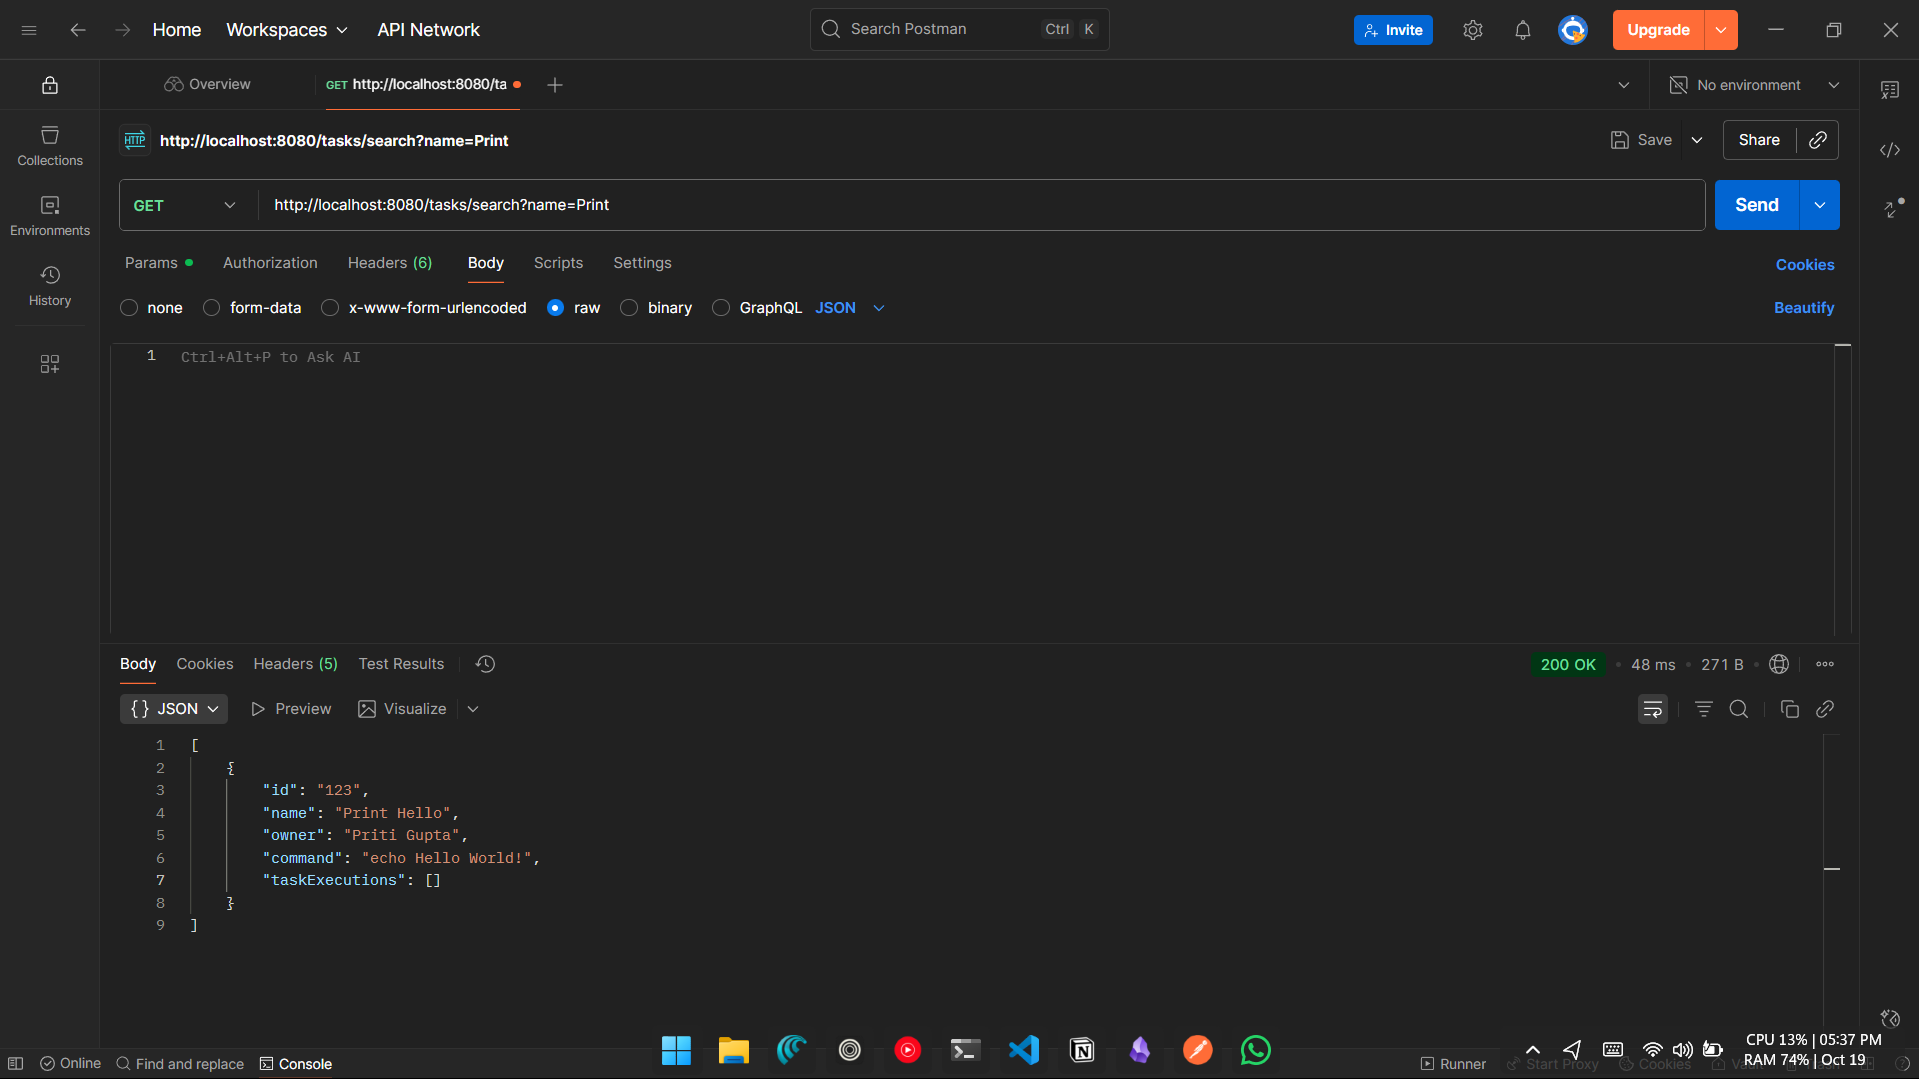 Home Workspaces API Network Search Postman Ctrl K Invite Upgrade
Overview GET http://localhost:8080/ta No environment
HTTP http://localhost:8080/tasks/search?name=Print Save Share
GET http://localhost:8080/tasks/search?name=Print Send
Collections
Environments
History
Params Authorization Headers (6) Body Scripts Settings Cookies
none form-data x-www-form-urlencoded raw binary GraphQL JSON Beautify
1 Ctrl+Alt+P to Ask AI
Body Cookies Headers (5) Test Results 200 OK 48 ms 271 B
{} JSON Preview Visualize
1 [
2 {
3 "id": "123",
4 "name": "Print Hello",
5 "owner": "Priti Gupta",
6 "command": "echo Hello World!",
7 "taskExecutions": []
8 }
9 ]
Online Find and replace Console Runner Start Proxy Cookies
CPU 13% | 05:37 PM
RAM 74% | Oct 19